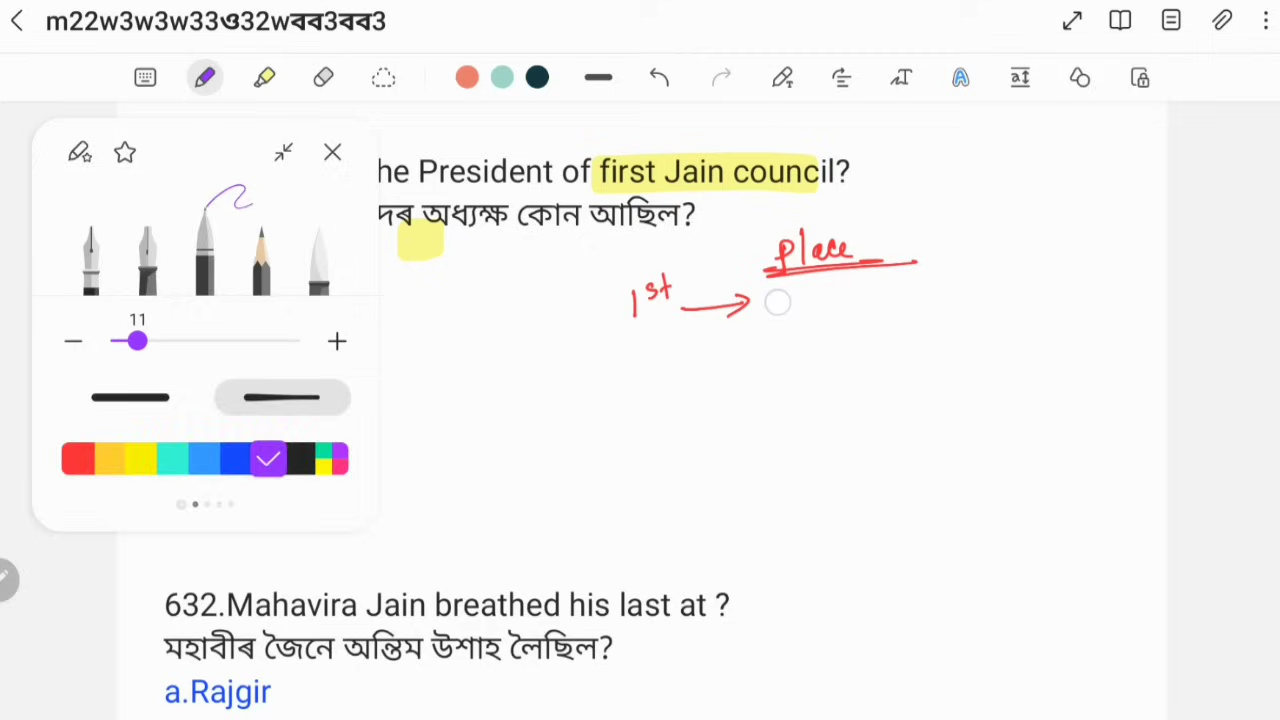 m22w3w3w33ও32wবব3বব3
11
he President of first Jain council?
দৰ অধ্যক্ষ কোন আছিল?
place
1st →
632.Mahavira Jain breathed his last at ?
মহাবীৰ জৈনে অন্তিম উশাহ লৈছিল?
a.Rajgir